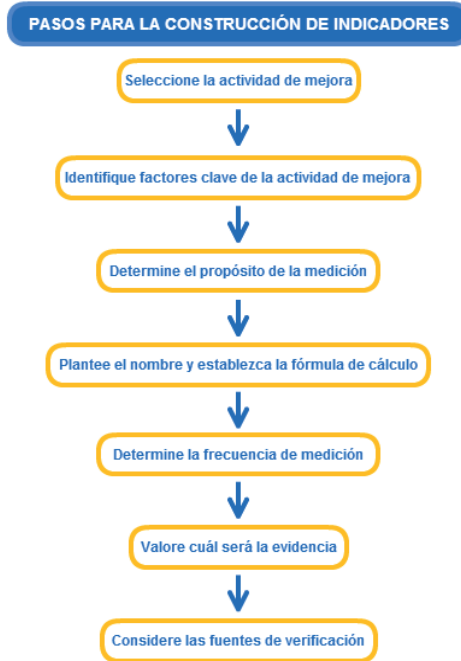 PASOS PARA LA CONSTRUCCIÓN DE INDICADORES
Seleccione la actividad de mejora
Identifique factores clave de la actividad de mejora
Determine el propósito de la medición
Plantee el nombre y establezca la fórmula de cálculo
Determine la frecuencia de medición
Valore cuál será la evidencia
Considere las fuentes de verificación